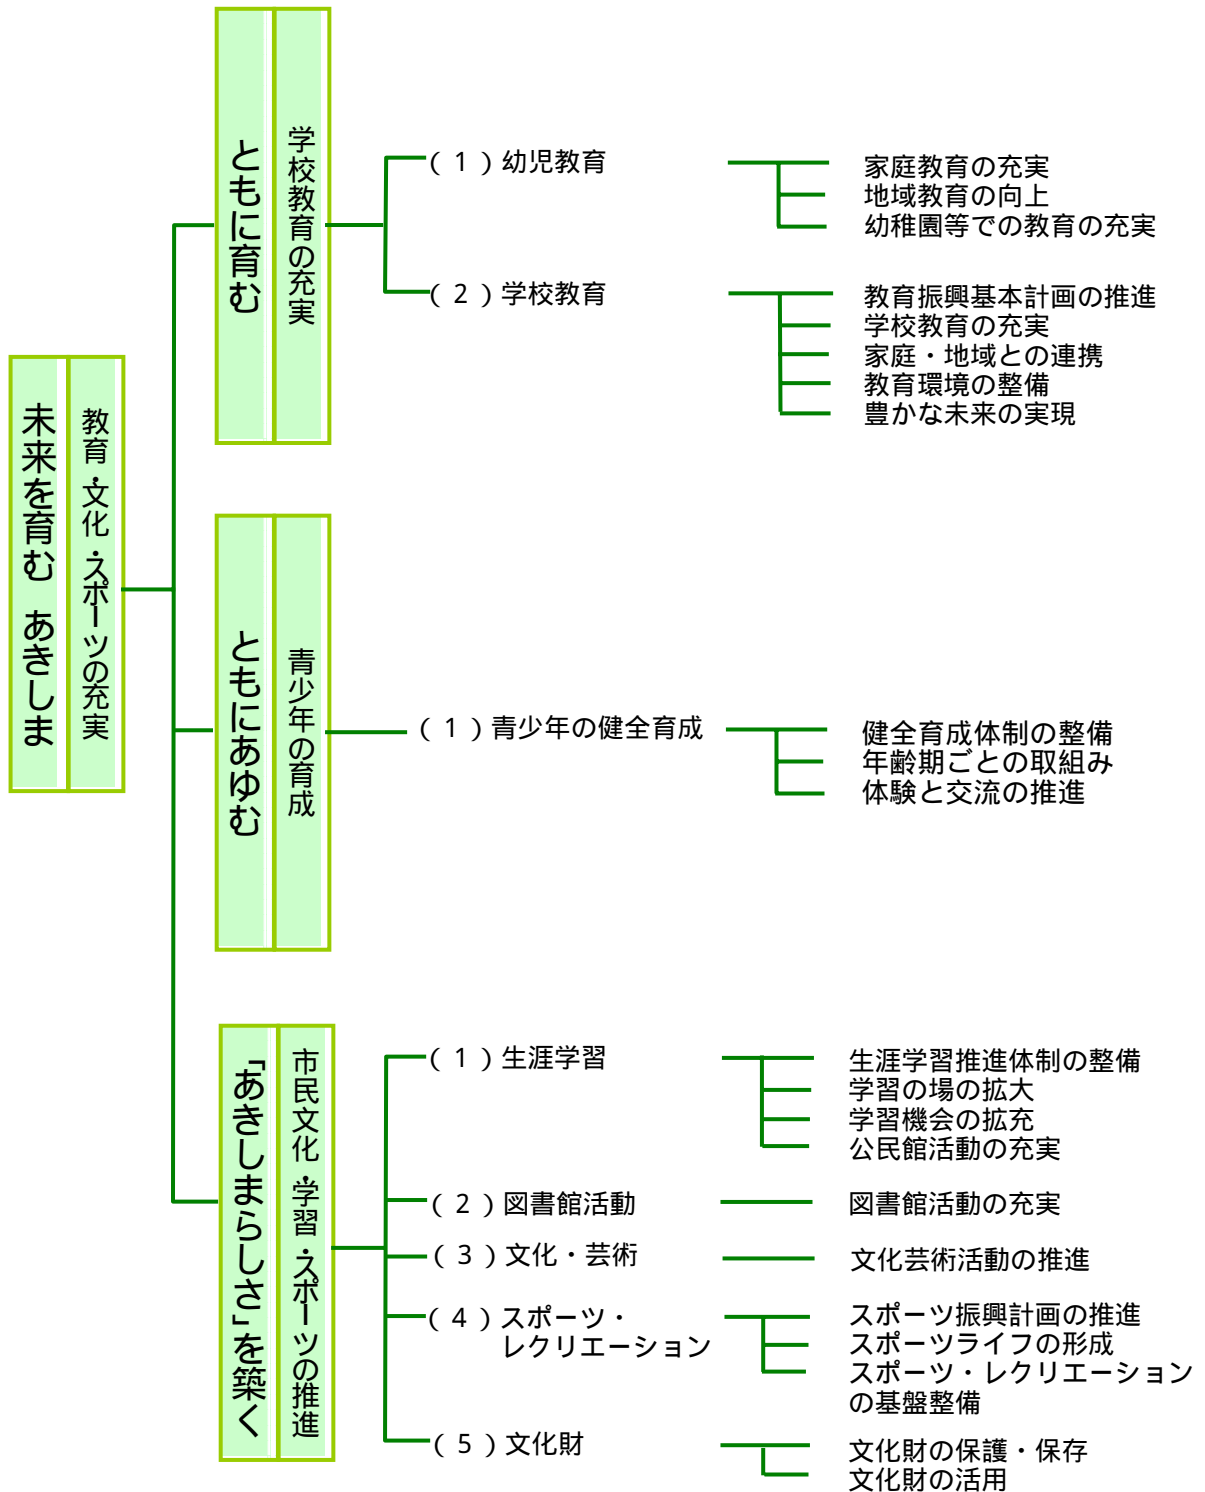 未来を育む　あきしま
教育・文化・スポーツの充実
ともに育む
学校教育の充実
(1)幼児教育
家庭教育の充実
地域教育の向上
幼稚園等での教育の充実
(2)学校教育
教育振興基本計画の推進
学校教育の充実
家庭・地域との連携
教育環境の整備
豊かな未来の実現
ともにあゆむ
青少年の育成
(1)青少年の健全育成
健全育成体制の整備
年齢期ごとの取組み
体験と交流の推進
「あきしまらしさ」を築く
市民文化・学習・スポーツの推進
(1)生涯学習
生涯学習推進体制の整備
学習の場の拡大
学習機会の拡充
公民館活動の充実
(2)図書館活動
図書館活動の充実
(3)文化・芸術
文化芸術活動の推進
(4)スポーツ・
レクリエーション
スポーツ振興計画の推進
スポーツライフの形成
スポーツ・レクリエーション
の基盤整備
(5)文化財
文化財の保護・保存
文化財の活用